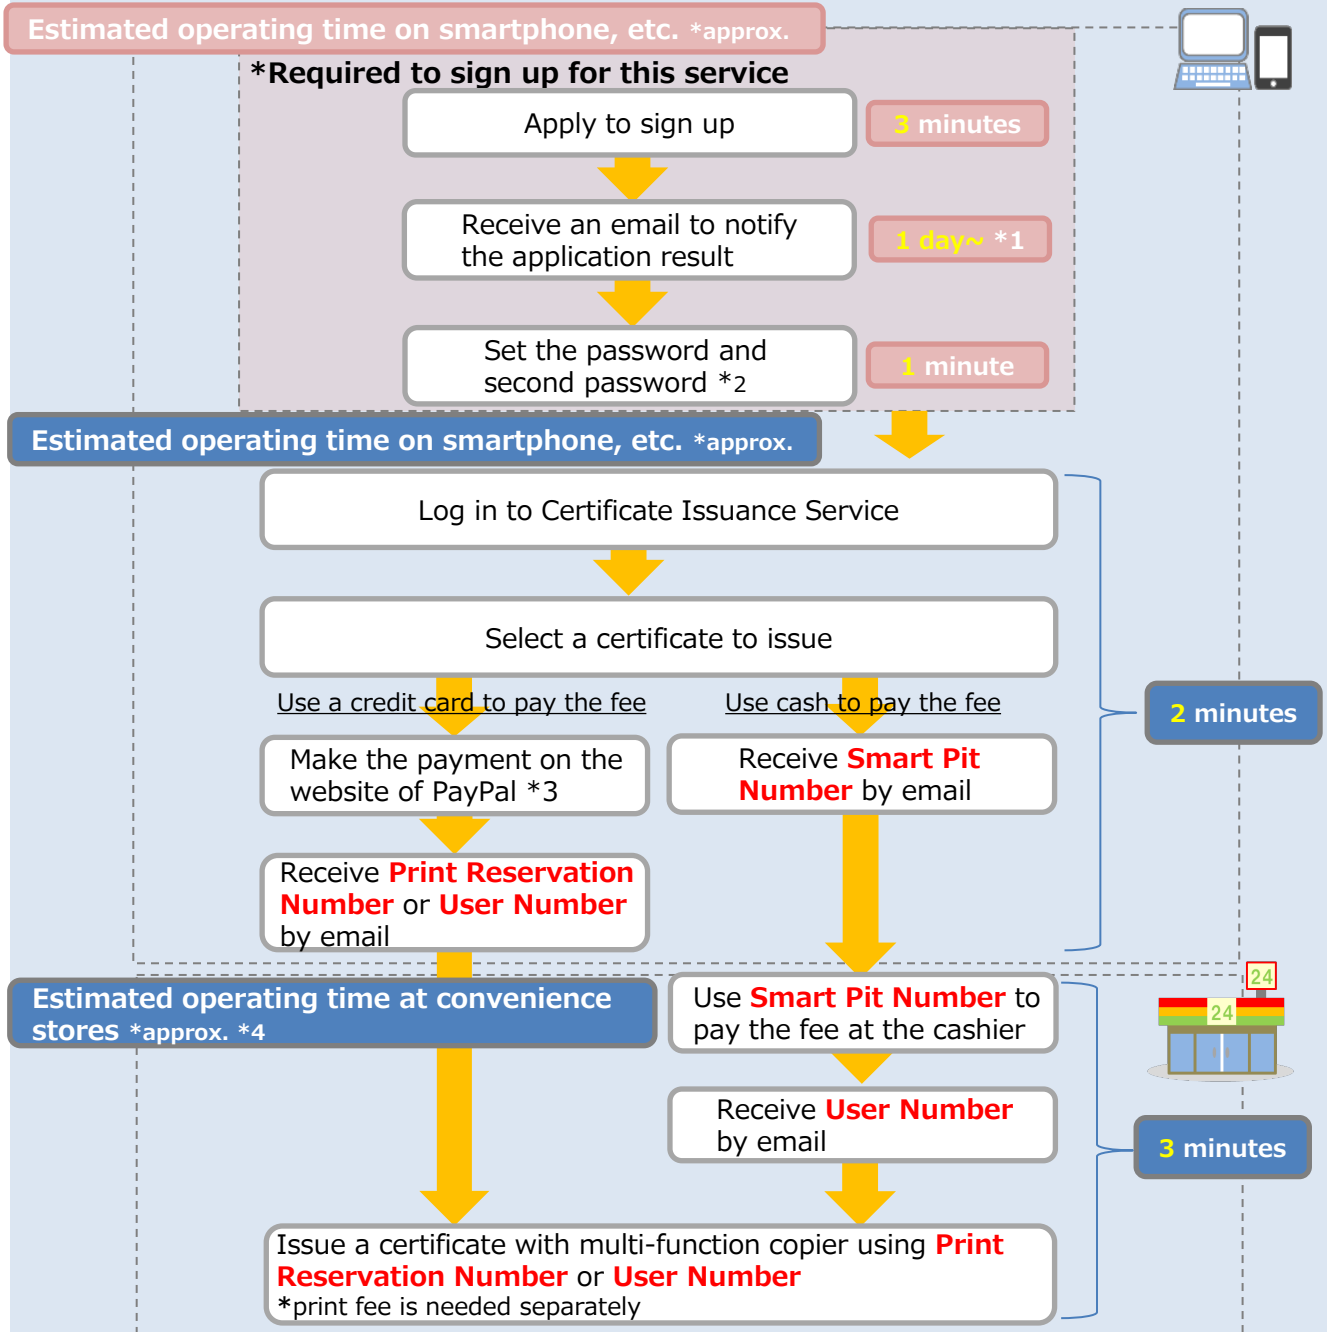 Estimated operating time on smartphone, etc. *approx.
*Required to sign up for this service
Apply to sign up
3 minutes
Receive an email to notify
the application result
1 day~ *1
Set the password and
second password *2
1 minute
Estimated operating time on smartphone, etc. *approx.
Log in to Certificate Issuance Service
Select a certificate to issue
Use a credit card to pay the fee
Use cash to pay the fee
2 minutes
Make the payment on the
website of PayPal *3
Receive Smart Pit
Number by email
Receive Print Reservation
Number or User Number
by email
Estimated operating time at convenience
stores *approx. *4
Use Smart Pit Number to
pay the fee at the cashier
24
24
Receive User Number
by email
3 minutes
Issue a certificate with multi-function copier using Print
Reservation Number or User Number
*print fee is needed separately